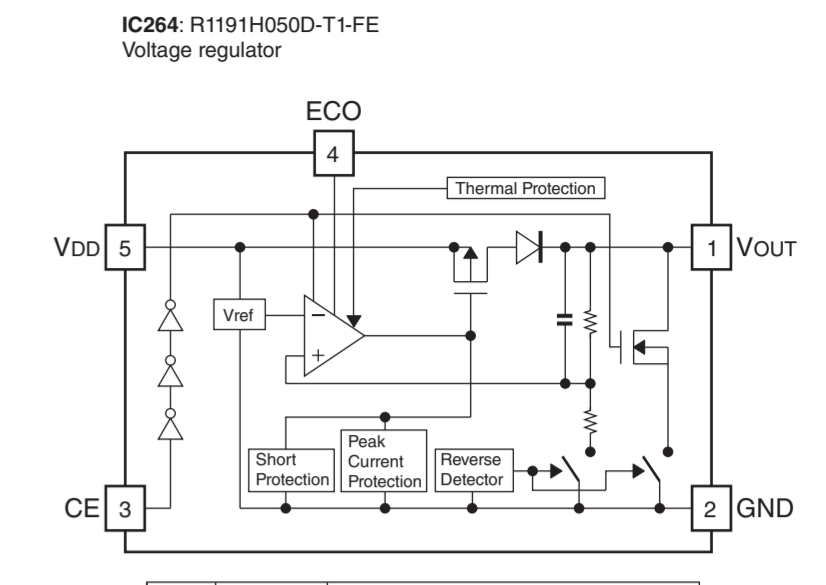 IC264: R1191H050D-T1-FE
Voltage regulator
ECO
4
Thermal Protection
VDD
5
1
VOUT
Vref
−
+
Short
Protection
Peak
Current
Protection
Reverse
Detector
CE
3
2
GND